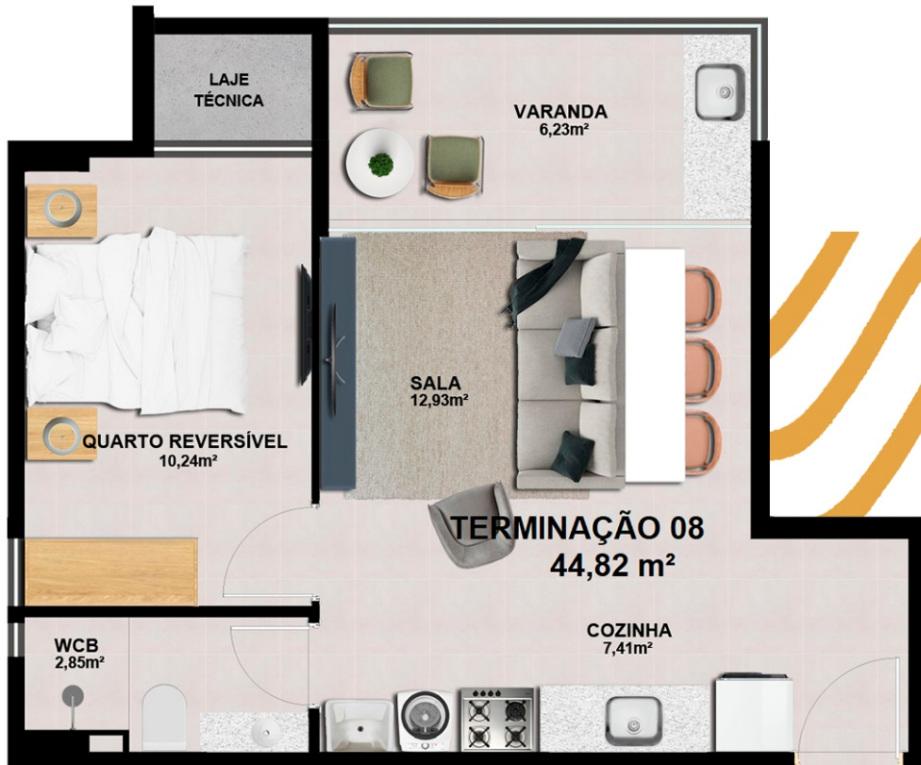 LAJE
TÉCNICA
VARANDA
6,23m²
SALA
12,93m²
QUARTO REVERSÍVEL
10,24m²
TERMINAÇÃO 08
44,82 m²
COZINHA
7,41m²
WCB
2,85m²